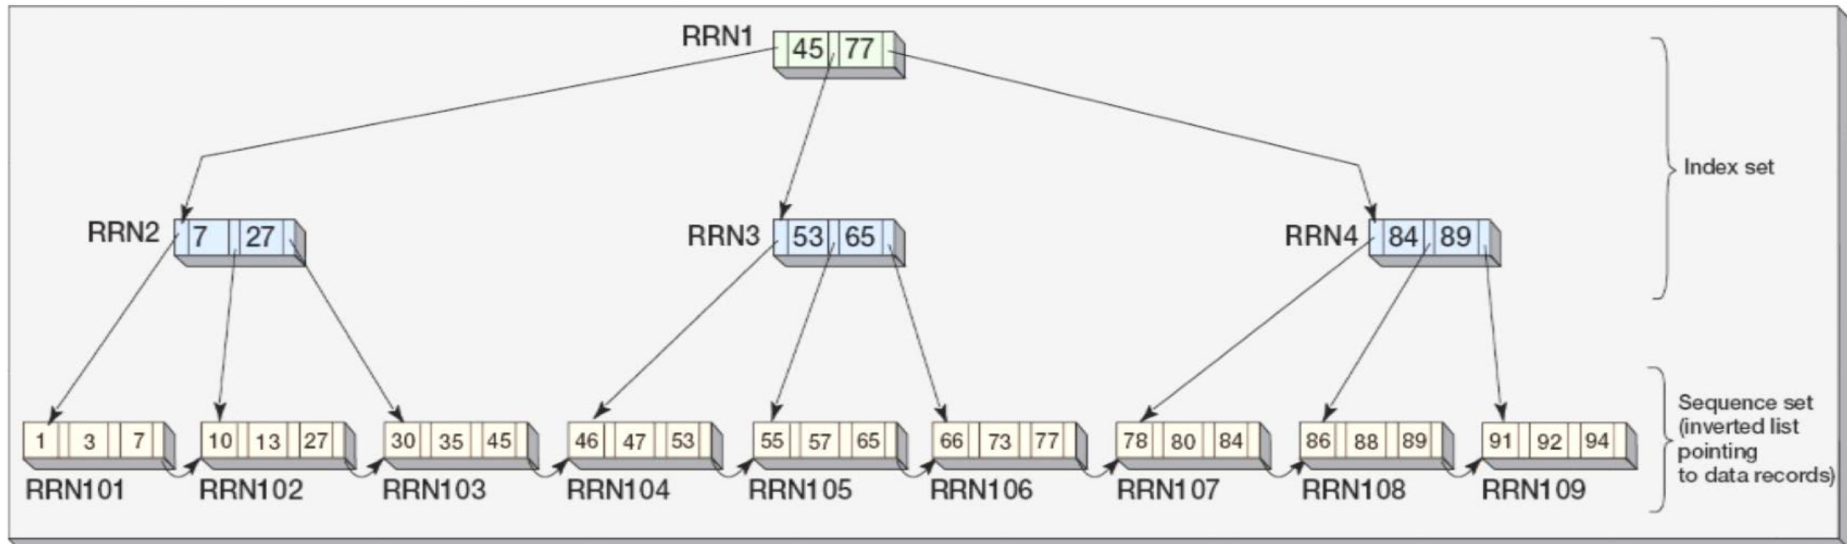 RRN1 45 77
Index set
RRN2 7 27
RRN3 53 65
RRN4 84 89
1 3 7
10 13 27
30 35 45
46 47 53
55 57 65
66 73 77
78 80 84
86 88 89
91 92 94
RRN101
RRN102
RRN103
RRN104
RRN105
RRN106
RRN107
RRN108
RRN109
Sequence set
(inverted list
pointing
to data records)